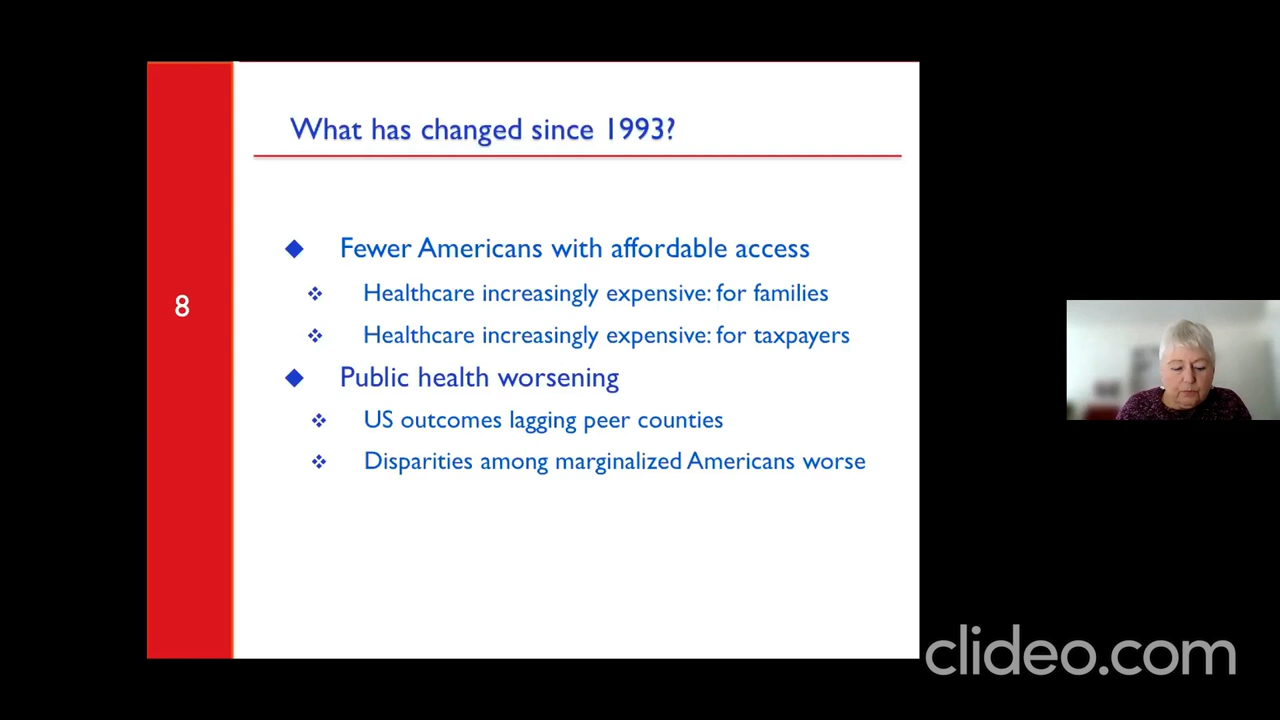 What has changed since 1993?
Fewer Americans with affordable access
Healthcare increasingly expensive: for families
8
Healthcare increasingly expensive: for taxpayers
Public health worsening
US outcomes lagging peer counties
Disparities among marginalized Americans worse
clideo.com